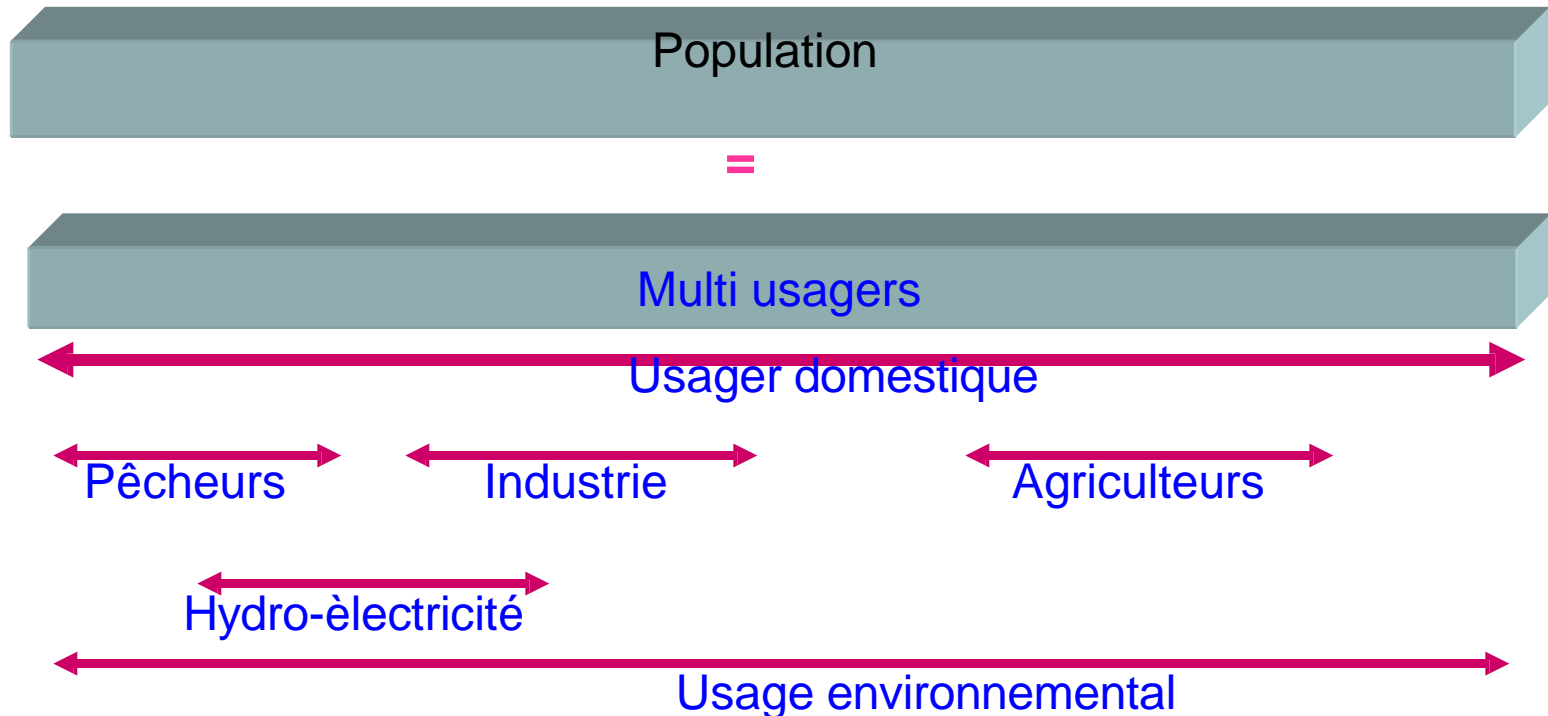 Population
=
Multi usagers
Usager domestique
Pêcheurs Industrie Agriculteurs
Hydro-èlectricité
Usage environnemental